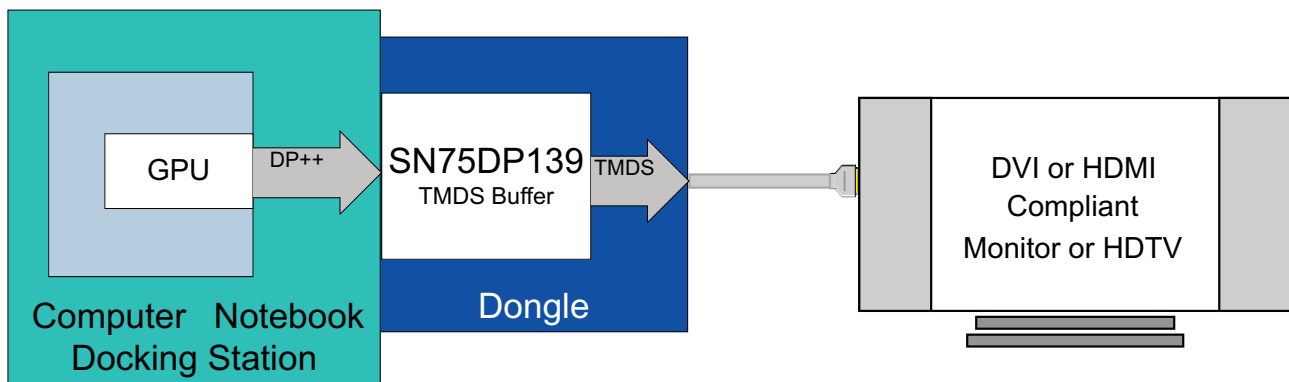 GPU
DP++
SN75DP139
TMDS Buffer
TMDS
DVI or HDMI
Compliant
Monitor or HDTV
Dongle
Computer Notebook
Docking Station